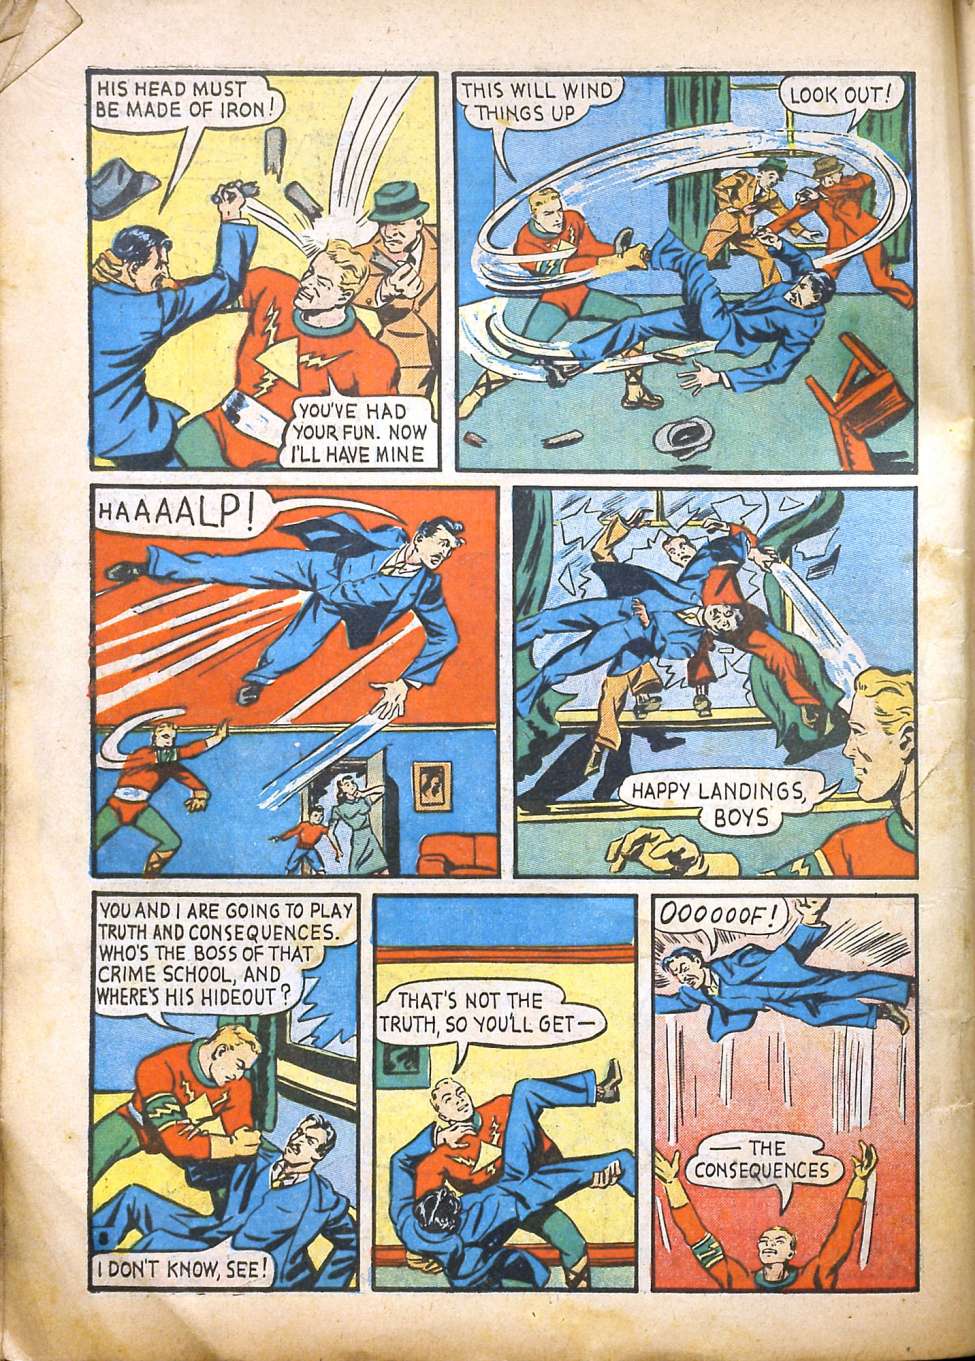 HIS HEAD MUST
BE MADE OF IRON!
YOU'VE HAD
YOUR FUN. NOW
I'LL HAVE MINE
THIS WILL WIND
THINGS UP
LOOK OUT!
HAAAALP!
HAPPY LANDINGS,
BOYS
YOU AND I ARE GOING TO PLAY
TRUTH AND CONSEQUENCES.
WHO'S THE BOSS OF THAT
CRIME SCHOOL, AND
WHERE'S HIS HIDEOUT?
I DON'T KNOW, SEE!
THAT'S NOT THE
TRUTH, SO YOU'LL GET—
OOOOOOF!
— THE
CONSEQUENCES